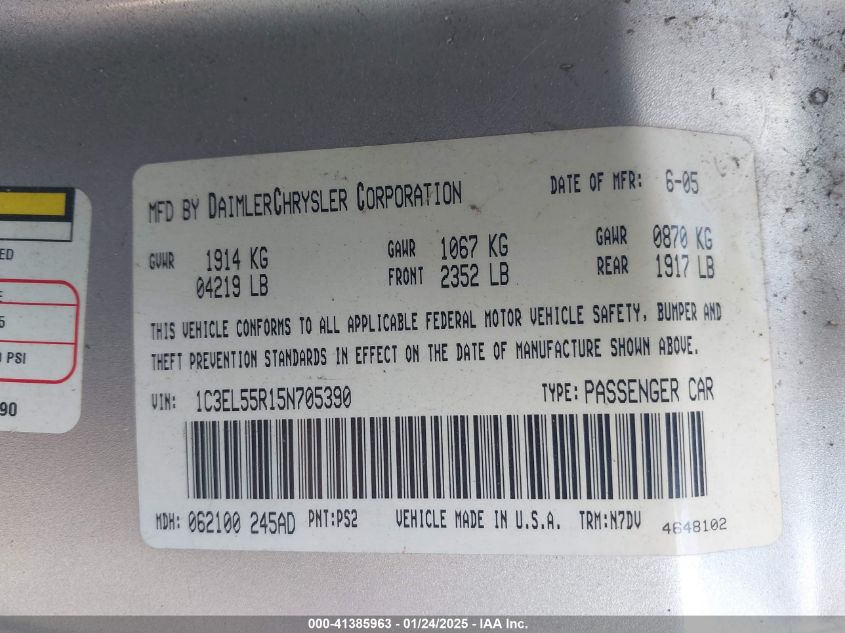 MFD BY DAIMLERCHRYSLER CORPORATION DATE OF MFR: 6-05
GVWR 1914 KG GAWR 1067 KG GAWR 0870 KG
04219 LB FRONT 2352 LB REAR 1917 LB
THIS VEHICLE CONFORMS TO ALL APPLICABLE FEDERAL MOTOR VEHICLE SAFETY, BUMPER AND
THEFT PREVENTION STANDARDS IN EFFECT ON THE DATE OF MANUFACTURE SHOWN ABOVE.
VIN: 1C3EL55R15N705390 TYPE: PASSENGER CAR
MDH: 062100 245AD PNT:PS2 VEHICLE MADE IN U.S.A. TRM:N7DV 4648102
ED
E
5
PSI
90
000-41385963 - 01/24/2025 - IAA Inc.